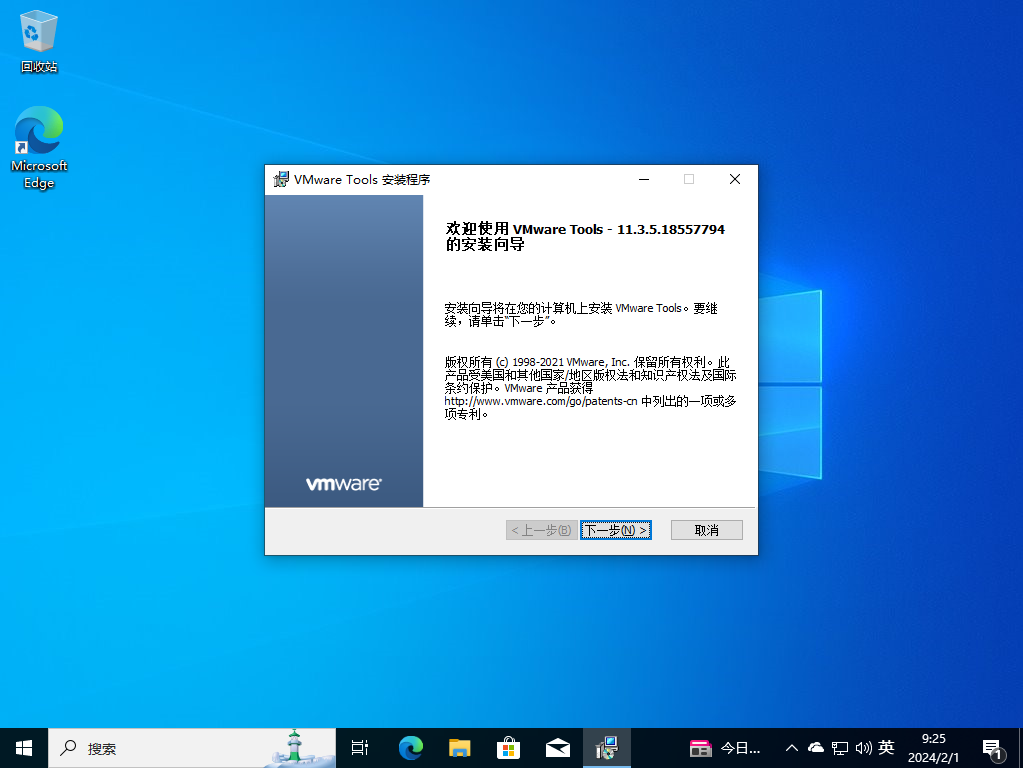 回收站
Microsoft
Edge
VMware Tools 安装程序
欢迎使用 VMware Tools - 11.3.5.18557794
的安装向导
安装向导将在您的计算机上安装 VMware Tools。要继
续，请单击“下一步”。
版权所有 (c) 1998-2021 VMware, Inc. 保留所有权利。此
产品受美国和其他国家/地区版权法和知识产权法及国际
条约保护。VMware 产品获得
http://www.vmware.com/go/patents-cn 中列出的一项或多
项专利。
vmware
< 上一步(B)
下一步(N) >
取消
搜索
今日...
英
9:25
2024/2/1
1